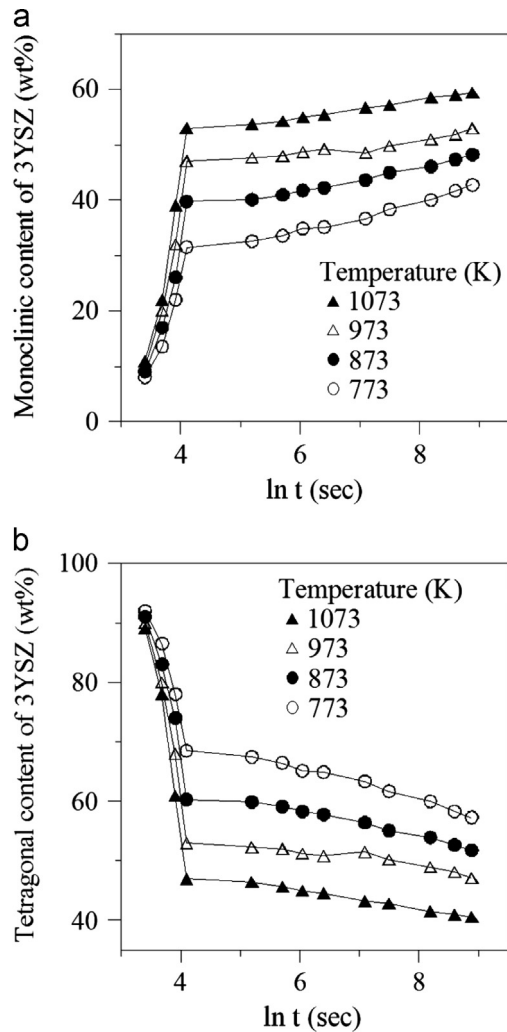 a
Monoclinic content of 3YSZ (wt%)
60
40
20
0
Temperature (K)
1073
973
873
773
4
6
8
ln t (sec)
b
Tetragonal content of 3YSZ (wt%)
100
80
60
40
Temperature (K)
1073
973
873
773
4
6
8
ln t (sec)